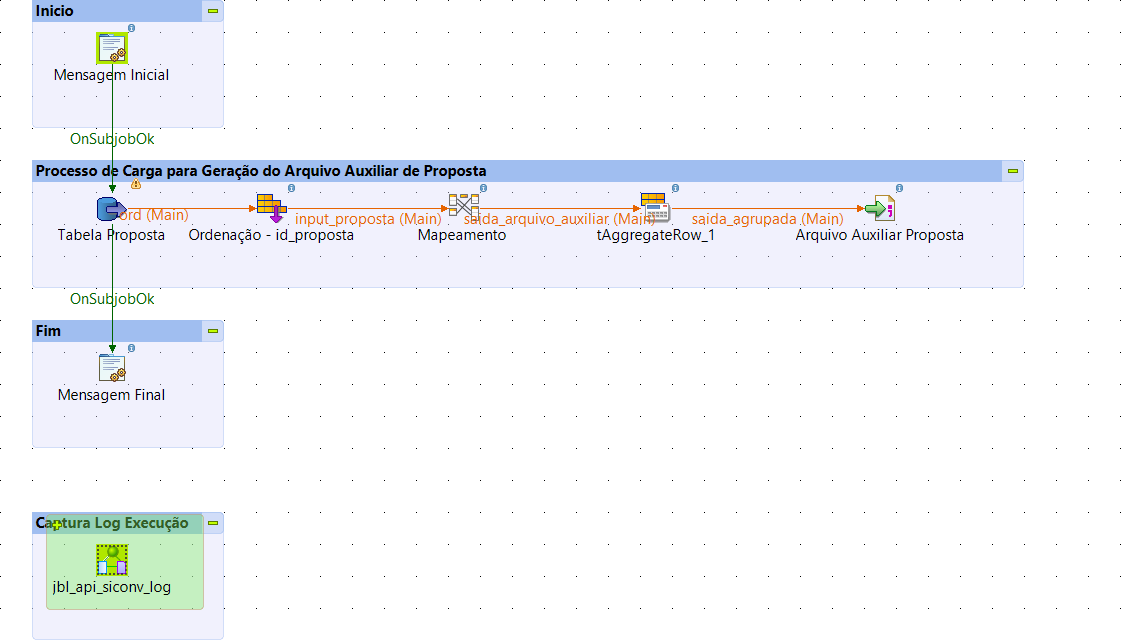 Inicio
Mensagem Inicial
OnSubjobOk
Processo de Carga para Geração do Arquivo Auxiliar de Proposta
ord (Main)
input_proposta (Main)
saida_arquivo_auxiliar (Main)
saida_agrupada (Main)
Tabela Proposta
Ordenação - id_proposta
Mapeamento
tAggregateRow_1
Arquivo Auxiliar Proposta
OnSubjobOk
Fim
Mensagem Final
Captura Log Execução
jbl_api_siconv_log